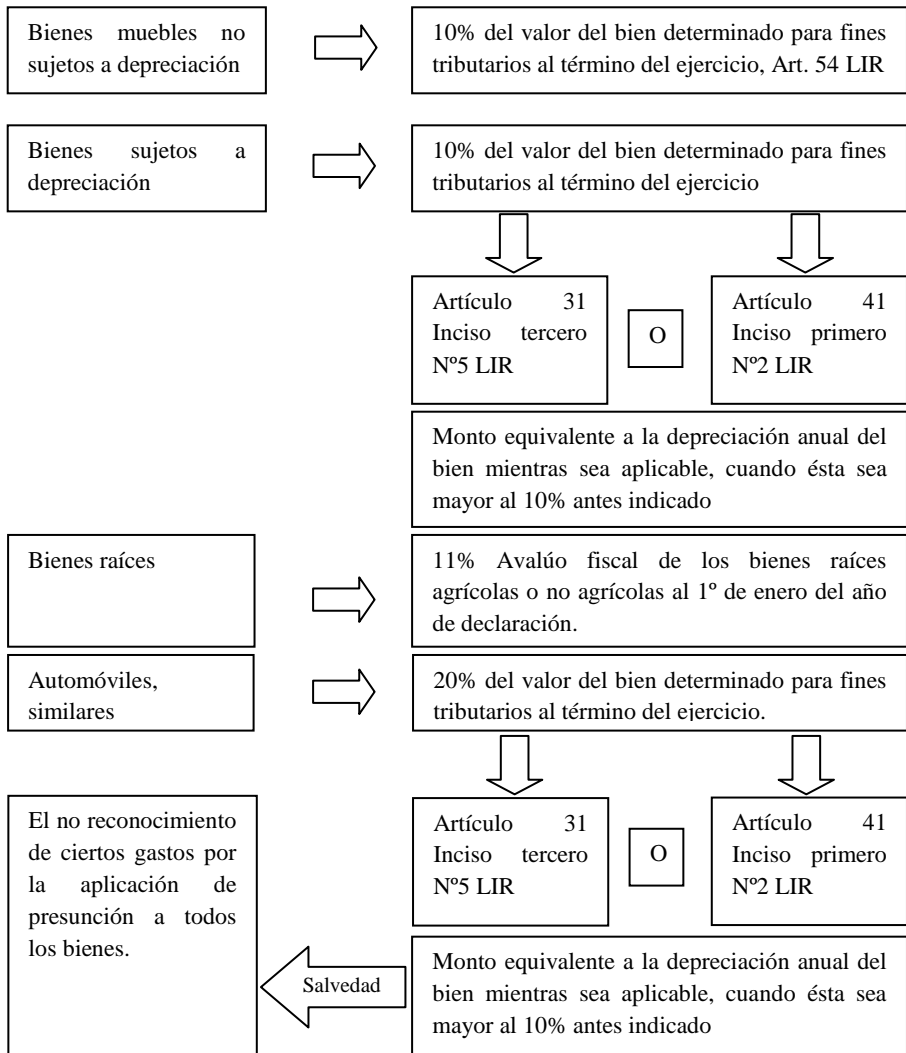 Bienes muebles no
sujetos a depreciación
10% del valor del bien determinado para fines
tributarios al término del ejercicio, Art. 54 LIR
Bienes sujetos a
depreciación
10% del valor del bien determinado para fines
tributarios al término del ejercicio
Artículo 31
Inciso tercero
Nº5 LIR
O
Artículo 41
Inciso primero
Nº2 LIR
Monto equivalente a la depreciación anual del
bien mientras sea aplicable, cuando ésta sea
mayor al 10% antes indicado
Bienes raíces
11% Avalúo fiscal de los bienes raíces
agrícolas o no agrícolas al 1º de enero del año
de declaración.
Automóviles,
similares
20% del valor del bien determinado para fines
tributarios al término del ejercicio.
Artículo 31
Inciso tercero
Nº5 LIR
O
Artículo 41
Inciso primero
Nº2 LIR
El no reconocimiento
de ciertos gastos por
la aplicación de
presunción a todos
los bienes.
Salvedad
Monto equivalente a la depreciación anual del
bien mientras sea aplicable, cuando ésta sea
mayor al 10% antes indicado